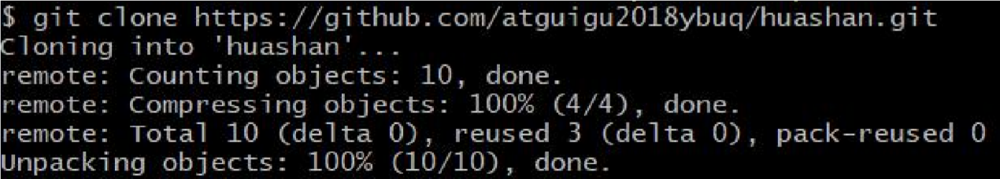 $ git clone https://github.com/atguigu2018ybuq/huashan.git
Cloning into 'huashan'...
remote: Counting objects: 10, done.
remote: Compressing objects: 100% (4/4), done.
remote: Total 10 (delta 0), reused 3 (delta 0), pack-reused 0
Unpacking objects: 100% (10/10), done.